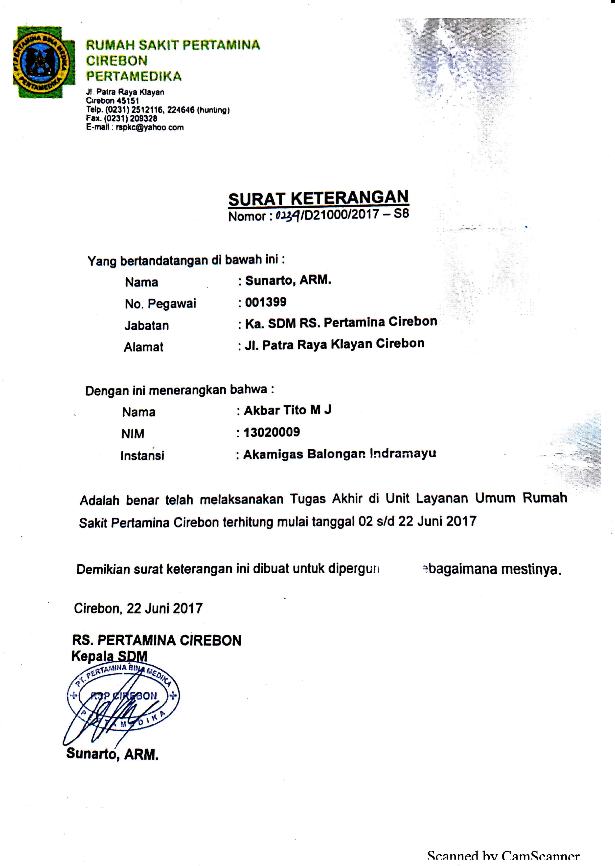 RUMAH SAKIT PERTAMINA
CIREBON
PERTAMEDIKA
Jl. Patra Raya Klayan
Cirebon 45151
Telp. (0231) 2512116, 224646 (hunting)
Fax. (0231) 209328
E-mail : rspkc@yahoo.com
SURAT KETERANGAN
Nomor : /D21000/2017 – S8
Yang bertandatangan di bawah ini :
Nama : Sunarto, ARM.
No. Pegawai : 001399
Jabatan : Ka. SDM RS. Pertamina Cirebon
Alamat : Jl. Patra Raya Klayan Cirebon
Dengan ini menerangkan bahwa :
Nama : Akbar Tito M J
NIM : 13020009
Instansi : Akamigas Balongan Indramayu
Adalah benar telah melaksanakan Tugas Akhir di Unit Layanan Umum Rumah
Sakit Pertamina Cirebon terhitung mulai tanggal 02 s/d 22 Juni 2017
Demikian surat keterangan ini dibuat untuk dipergun ebagaimana mestinya.
Cirebon, 22 Juni 2017
RS. PERTAMINA CIREBON
Kepala SDM
PT. PERTAMINA BINA MEDIKA
RSP CIREBON
Sunarto, ARM.
Scanned by CamScanner